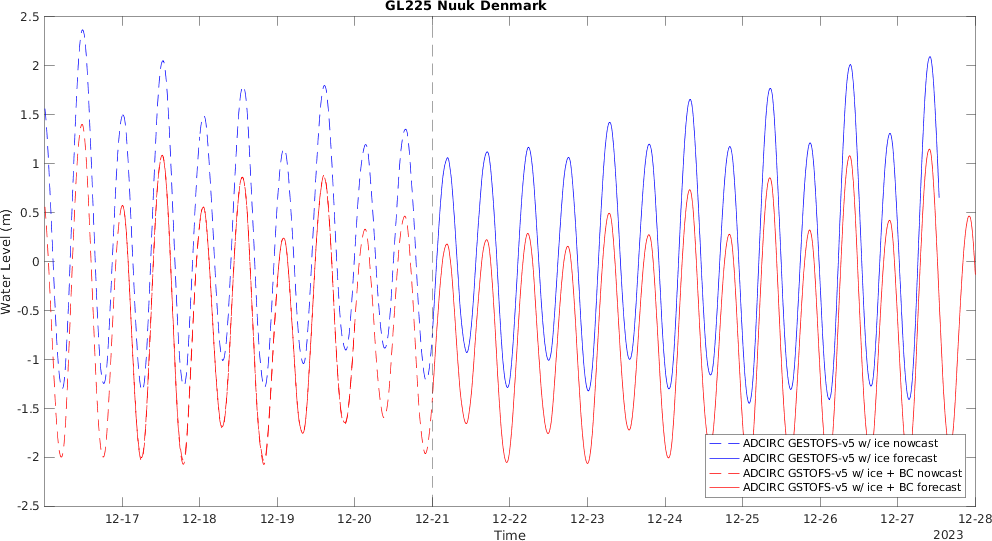 GL225 Nuuk Denmark
2.5
2
1.5
1
0.5
0
-0.5
-1
-1.5
-2
-2.5
Water Level (m)
ADCIRC GESTOFS-v5 w/ ice nowcast
ADCIRC GESTOFS-v5 w/ ice forecast
ADCIRC GSTOFS-v5 w/ ice + BC nowcast
ADCIRC GSTOFS-v5 w/ ice + BC forecast
12-17 12-18 12-19 12-20 12-21 12-22 12-23 12-24 12-25 12-26 12-27 12-28
Time
2023